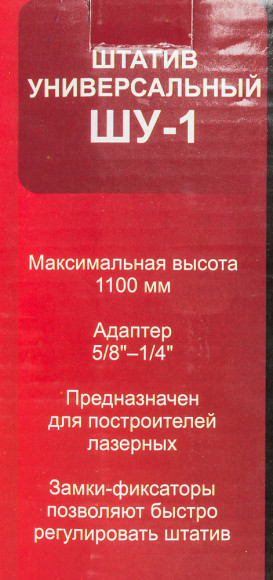 ШТАТИВ
УНИВЕРСАЛЬНЫЙ
ШУ-1
Максимальная высота
1100 мм
Адаптер
5/8"–1/4"
Предназначен
для построителей
лазерных
Замки-фиксаторы
позволяют быстро
регулировать штатив